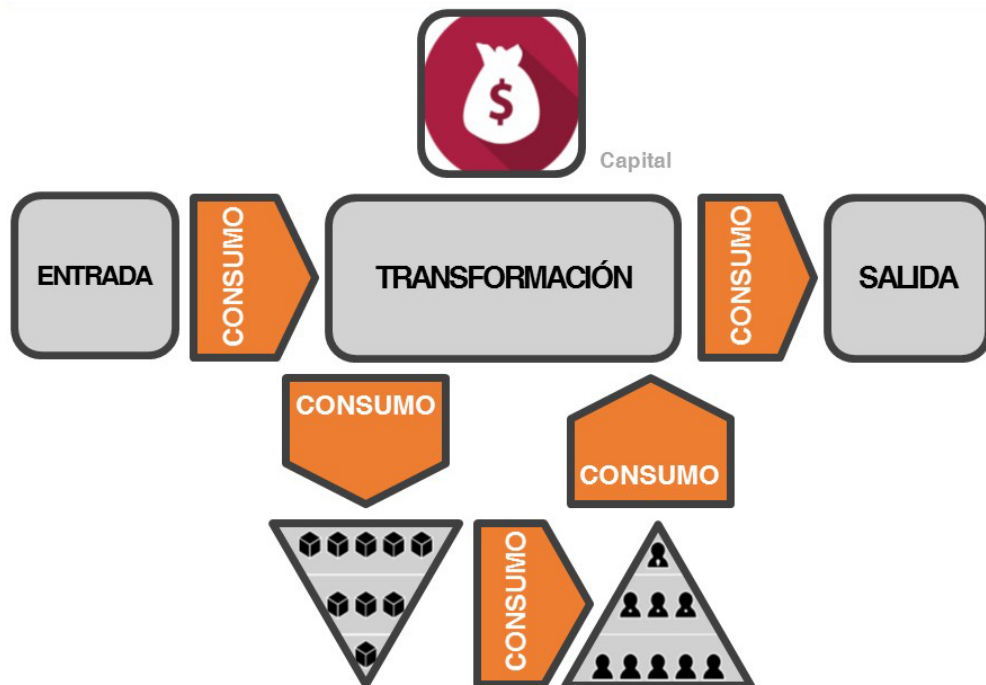 $
Capital
ENTRADA
CONSUMO
TRANSFORMACIÓN
CONSUMO
SALIDA
CONSUMO
CONSUMO
CONSUMO